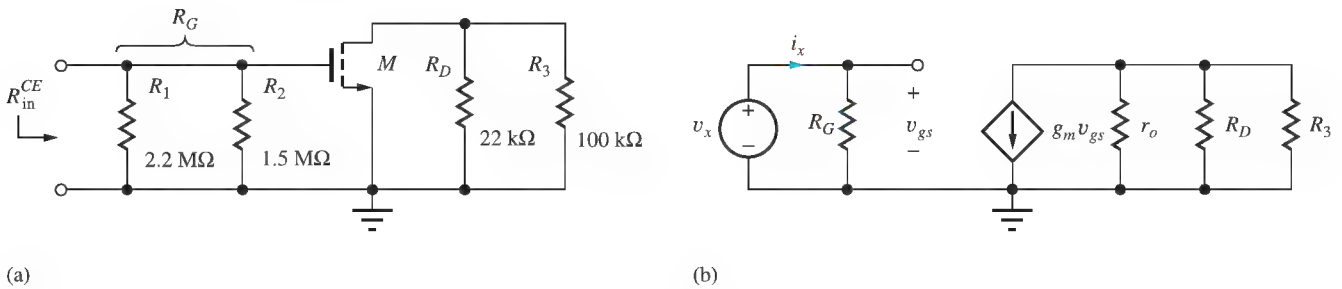 R_G
R_in^CE
R_1
2.2 MΩ
R_2
1.5 MΩ
M
R_D
22 kΩ
R_3
100 kΩ
(a)
i_x
v_x
+
−
R_G
+
v_gs
−
g_m v_gs
r_o
R_D
R_3
(b)